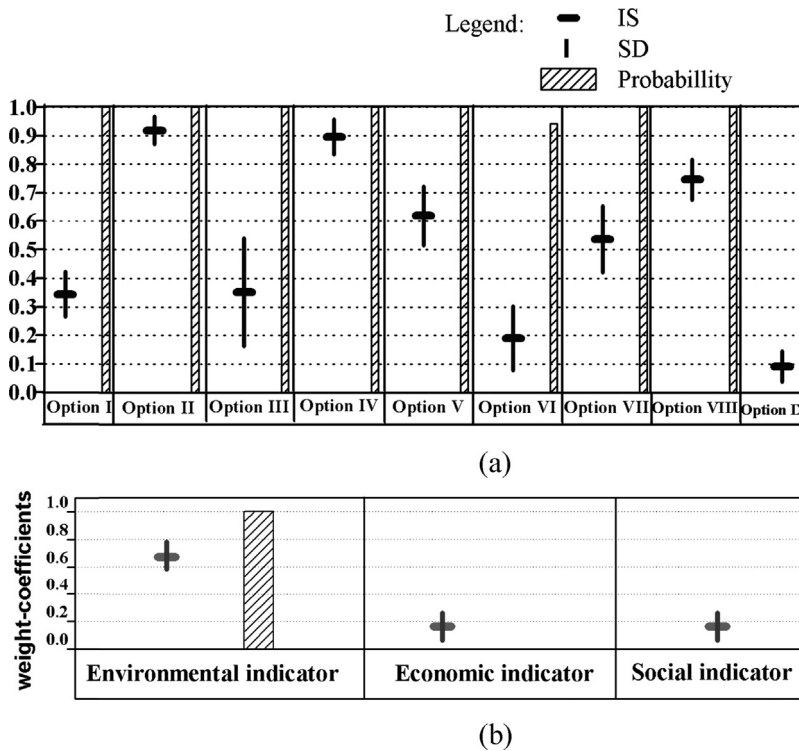 Legend: IS
SD
Probabillity
1.0
0.9
0.8
0.7
0.6
0.5
0.4
0.3
0.2
0.1
0.0
Option I Option II Option III Option IV Option V Option VI Option VII Option VIII Option D
(a)
weight-coefficients
1.0
0.8
0.6
0.4
0.2
0.0
Environmental indicator Economic indicator Social indicator
(b)